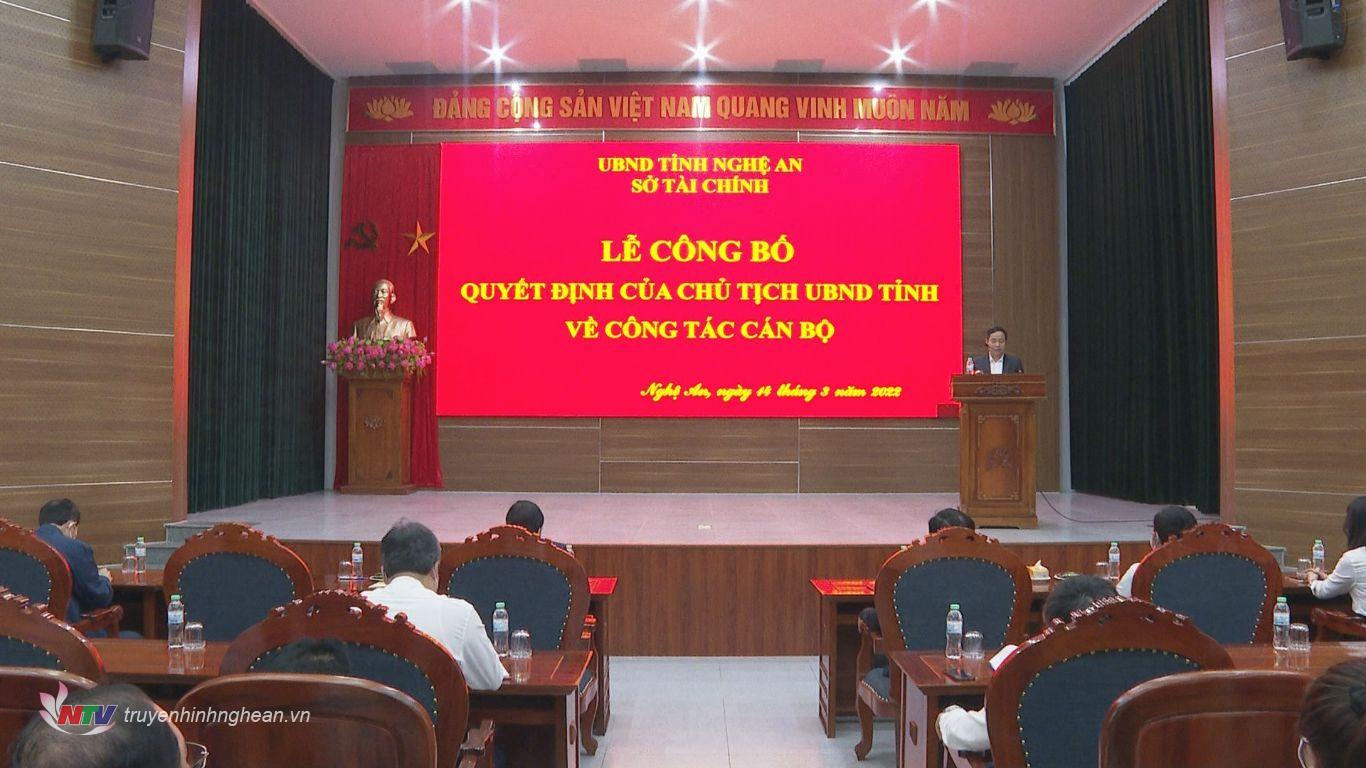 ĐẢNG CỘNG SẢN VIỆT NAM QUANG VINH MUÔN NĂM
UBND TỈNH NGHỆ AN
SỞ TÀI CHÍNH
LỄ CÔNG BỐ
QUYẾT ĐỊNH CỦA CHỦ TỊCH UBND TỈNH
VỀ CÔNG TÁC CÁN BỘ
Nghệ An, ngày 14 tháng 3 năm 2022
NTV truyenhinhnghean.vn